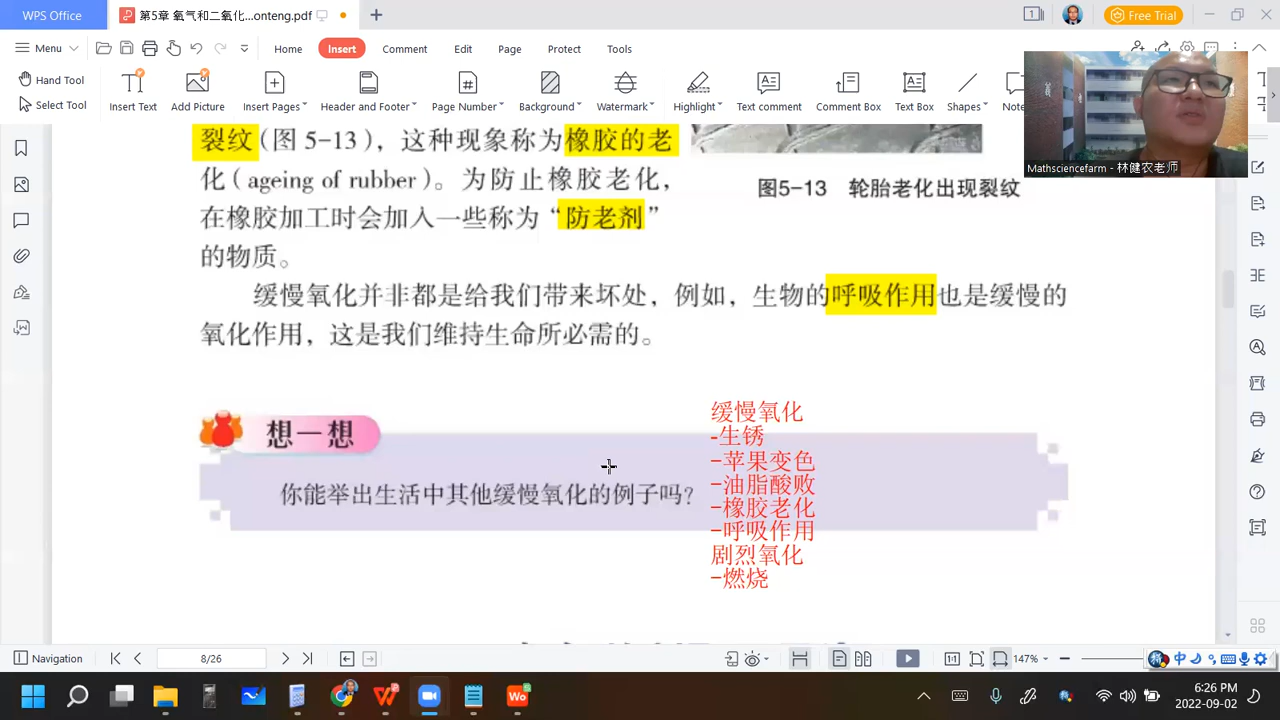 WPS Office
第5章 氧气和二氧化...onteng.pdf
1
Free Trial
Menu
Home
Insert
Comment
Edit
Page
Protect
Tools
Hand Tool
Select Tool
Insert Text
Add Picture
Insert Pages
Header and Footer
Page Number
Background
Watermark
Highlight
Text comment
Comment Box
Text Box
Shapes
Note
Mathsciencefarm - 林健农老师
裂纹(图 5-13), 这种现象称为橡胶的老
化(ageing of rubber)。为防止橡胶老化,
在橡胶加工时会加入一些称为“防老剂”
的物质。
图5-13 轮胎老化出现裂纹
缓慢氧化并非都是给我们带来坏处, 例如, 生物的呼吸作用也是缓慢的
氧化作用, 这是我们维持生命所必需的。
想一想
你能举出生活中其他缓慢氧化的例子吗?
缓慢氧化
-生锈
-苹果变色
-油脂酸败
-橡胶老化
-呼吸作用
剧烈氧化
-燃烧
Navigation
8/26
147%
中
6:26 PM
2022-09-02